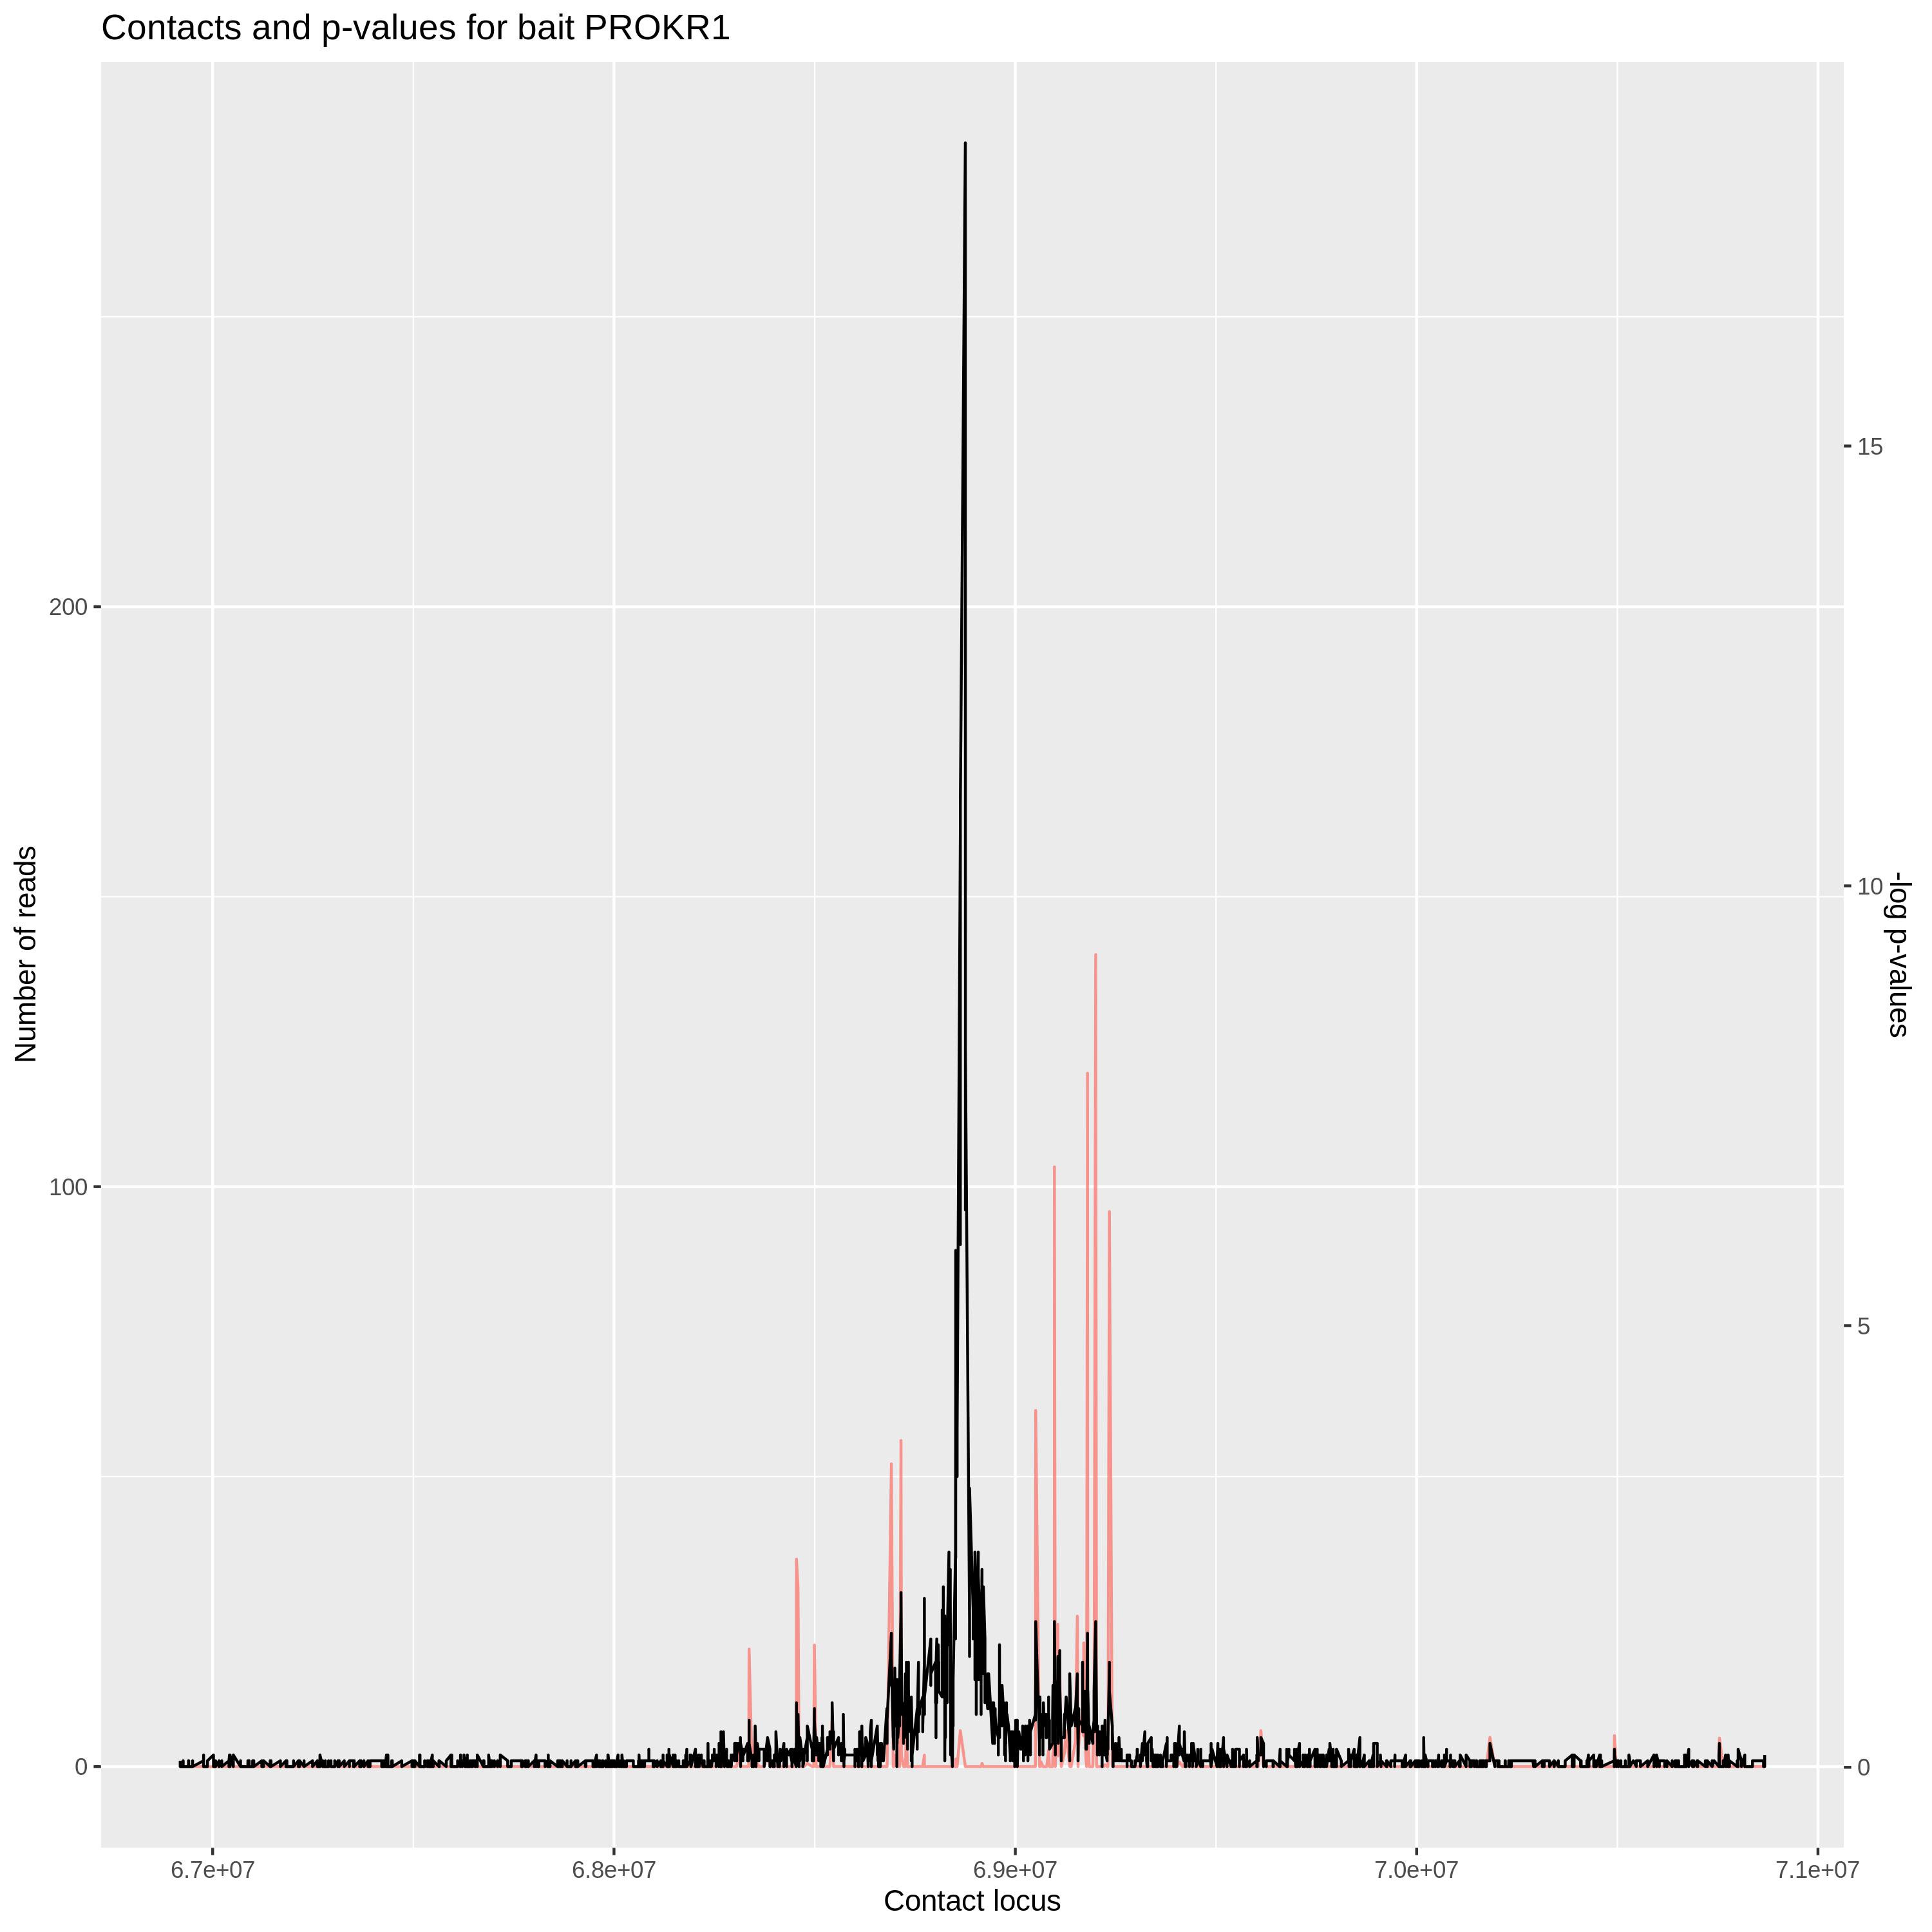 Contacts and p-values for bait PROKR1
Number of reads
200
100
0
15
10
5
0
-log p-values
6.7e+07
6.8e+07
6.9e+07
7.0e+07
7.1e+07
Contact locus